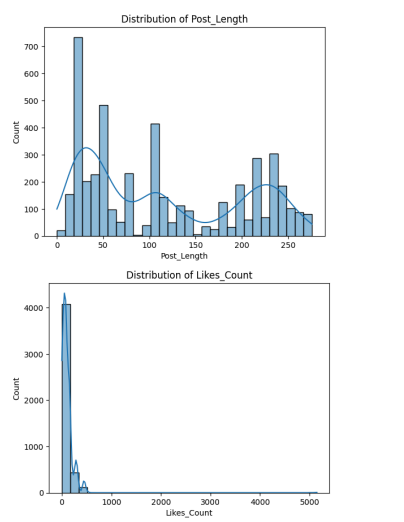 Distribution of Post_Length
700
600
500
400
300
200
100
0
Count
0 50 100 150 200 250
Post_Length
Distribution of Likes_Count
4000
3000
2000
1000
0
Count
0 1000 2000 3000 4000 5000
Likes_Count